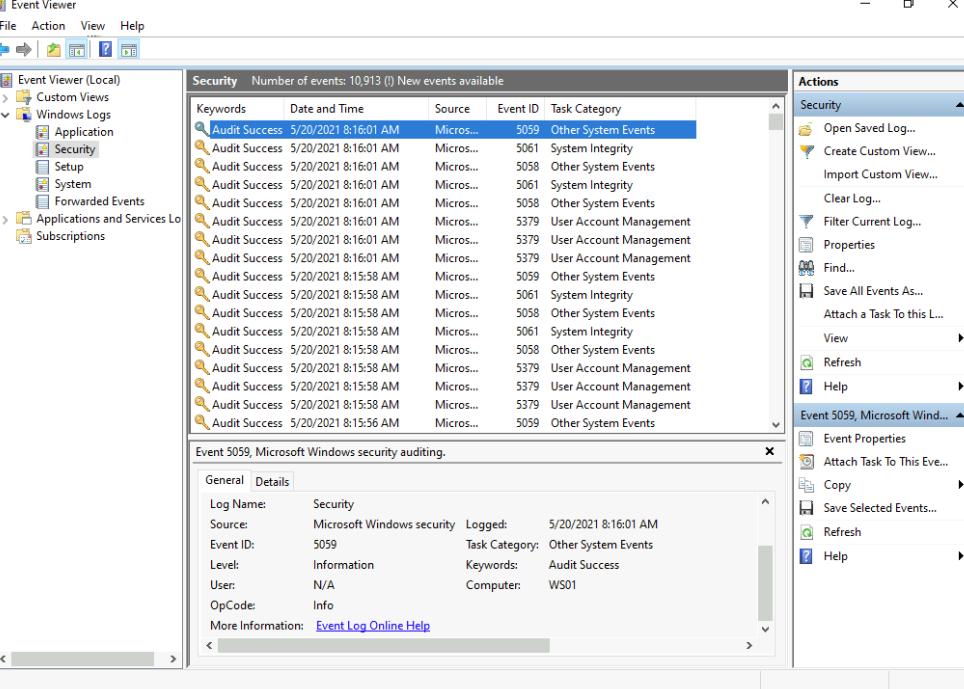 Event Viewer
File Action View Help
Event Viewer (Local)
Custom Views
Windows Logs
Application
Security
Setup
System
Forwarded Events
Applications and Services Lo
Subscriptions
Security Number of events: 10,913 (!) New events available
Keywords Date and Time Source Event ID Task Category
Audit Success 5/20/2021 8:16:01 AM Micros... 5059 Other System Events
Audit Success 5/20/2021 8:16:01 AM Micros... 5061 System Integrity
Audit Success 5/20/2021 8:16:01 AM Micros... 5058 Other System Events
Audit Success 5/20/2021 8:16:01 AM Micros... 5061 System Integrity
Audit Success 5/20/2021 8:16:01 AM Micros... 5058 Other System Events
Audit Success 5/20/2021 8:16:01 AM Micros... 5379 User Account Management
Audit Success 5/20/2021 8:16:01 AM Micros... 5379 User Account Management
Audit Success 5/20/2021 8:16:01 AM Micros... 5379 User Account Management
Audit Success 5/20/2021 8:15:58 AM Micros... 5059 Other System Events
Audit Success 5/20/2021 8:15:58 AM Micros... 5061 System Integrity
Audit Success 5/20/2021 8:15:58 AM Micros... 5058 Other System Events
Audit Success 5/20/2021 8:15:58 AM Micros... 5061 System Integrity
Audit Success 5/20/2021 8:15:58 AM Micros... 5058 Other System Events
Audit Success 5/20/2021 8:15:58 AM Micros... 5379 User Account Management
Audit Success 5/20/2021 8:15:58 AM Micros... 5379 User Account Management
Audit Success 5/20/2021 8:15:58 AM Micros... 5379 User Account Management
Audit Success 5/20/2021 8:15:56 AM Micros... 5059 Other System Events
Event 5059, Microsoft Windows security auditing.
General Details
Log Name: Security
Source: Microsoft Windows security Logged: 5/20/2021 8:16:01 AM
Event ID: 5059 Task Category: Other System Events
Level: Information Keywords: Audit Success
User: N/A Computer: WS01
OpCode: Info
More Information: Event Log Online Help
Actions
Security
Open Saved Log...
Create Custom View...
Import Custom View...
Clear Log...
Filter Current Log...
Properties
Find...
Save All Events As...
Attach a Task To this L...
View
Refresh
Help
Event 5059, Microsoft Wind...
Event Properties
Attach Task To This Eve...
Copy
Save Selected Events...
Refresh
Help